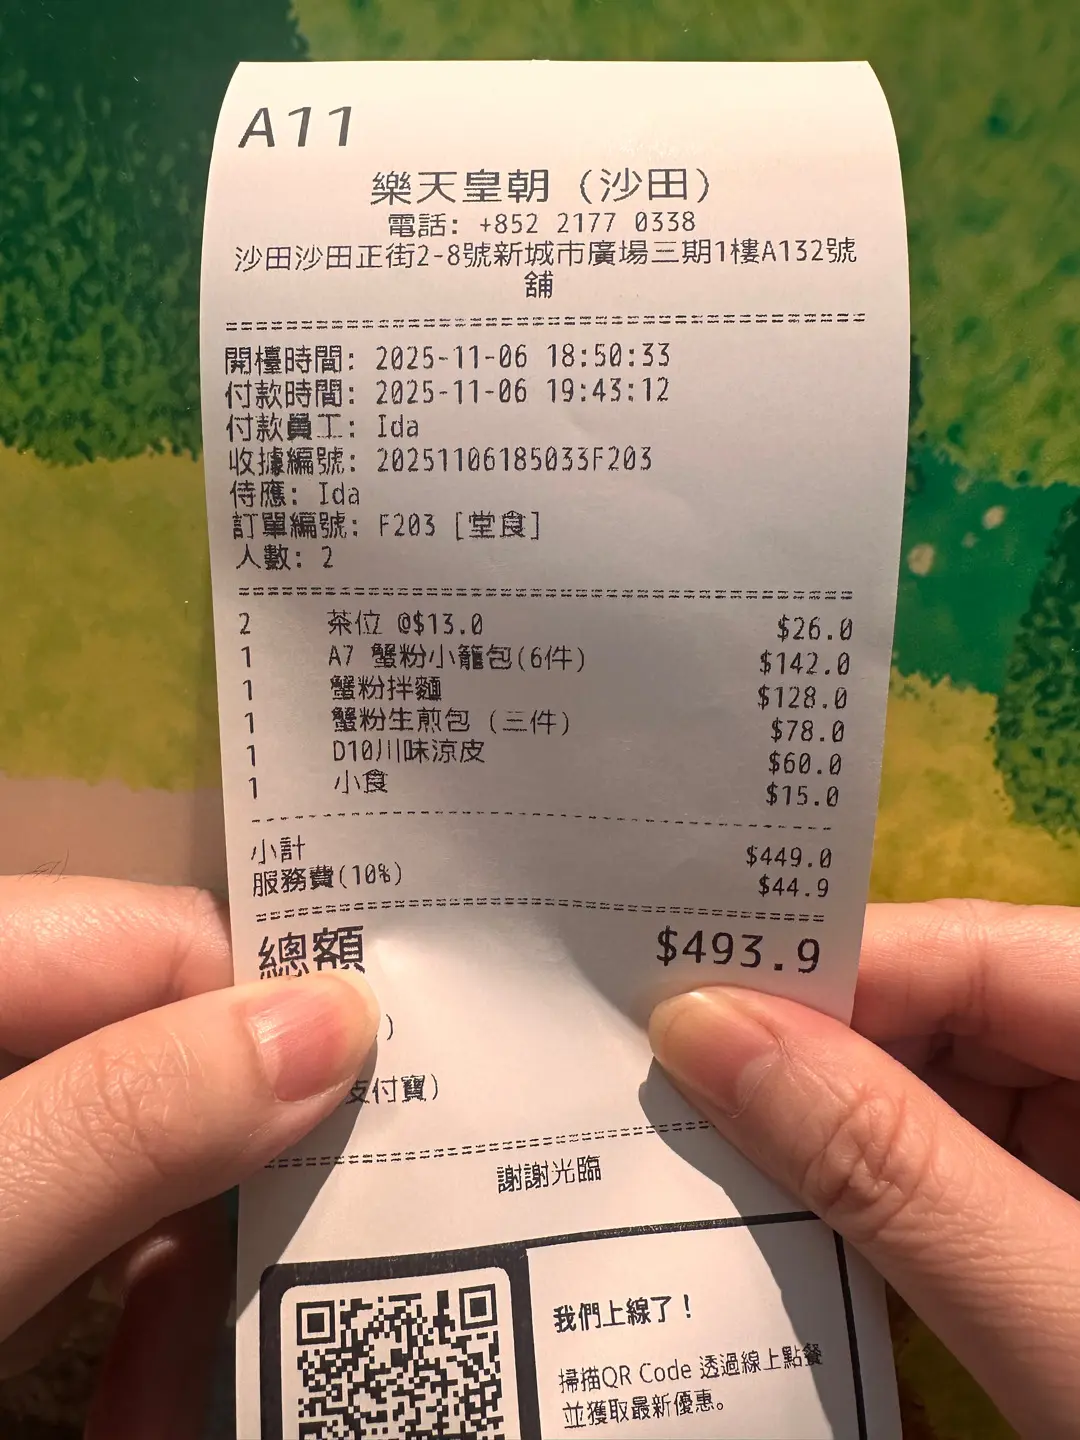 A11
樂天皇朝 (沙田)
電話: +852 2177 0338
沙田沙田正街2-8號新城市廣場三期1樓A132號
舖
開檯時間: 2025-11-06 18:50:33
付款時間: 2025-11-06 19:43:12
付款員工: Ida
收據編號: 20251106185033F203
侍應: Ida
訂單編號: F203 [堂食]
人數: 2
2 茶位 @$13.0 $26.0
1 A7 蟹粉小籠包(6件) $142.0
1 蟹粉拌麵 $128.0
1 蟹粉生煎包 (三件) $78.0
1 D10川味涼皮 $60.0
1 小食 $15.0
小計 $449.0
服務費(10%) $44.9
總額 $493.9
)
支付寶)
謝謝光臨
我們上線了！
掃描QR Code 透過線上點餐
並獲取最新優惠。